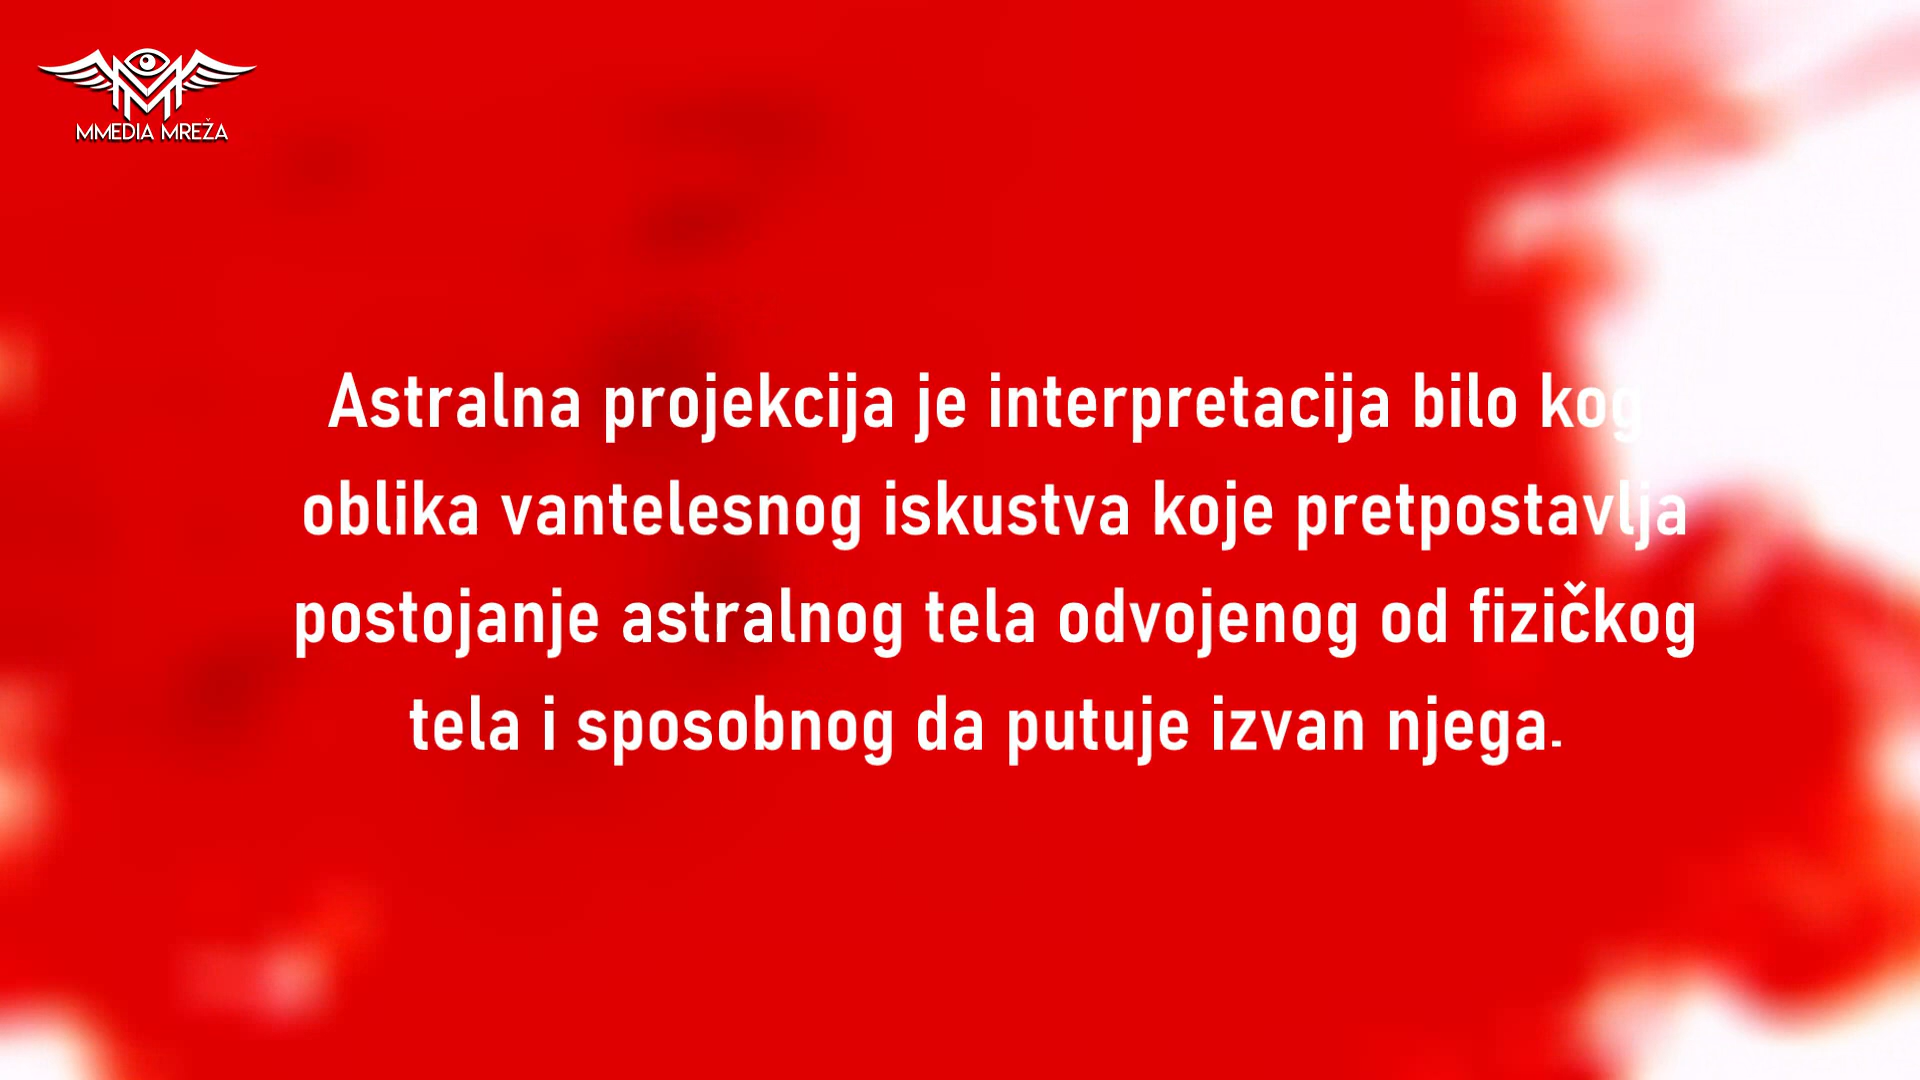 MMEDIA MREŽA
Astralna projekcija je interpretacija bilo kog
oblika vantelesnog iskustva koje pretpostavlja
postojanje astralnog tela odvojenog od fizičkog
tela i sposobnog da putuje izvan njega.